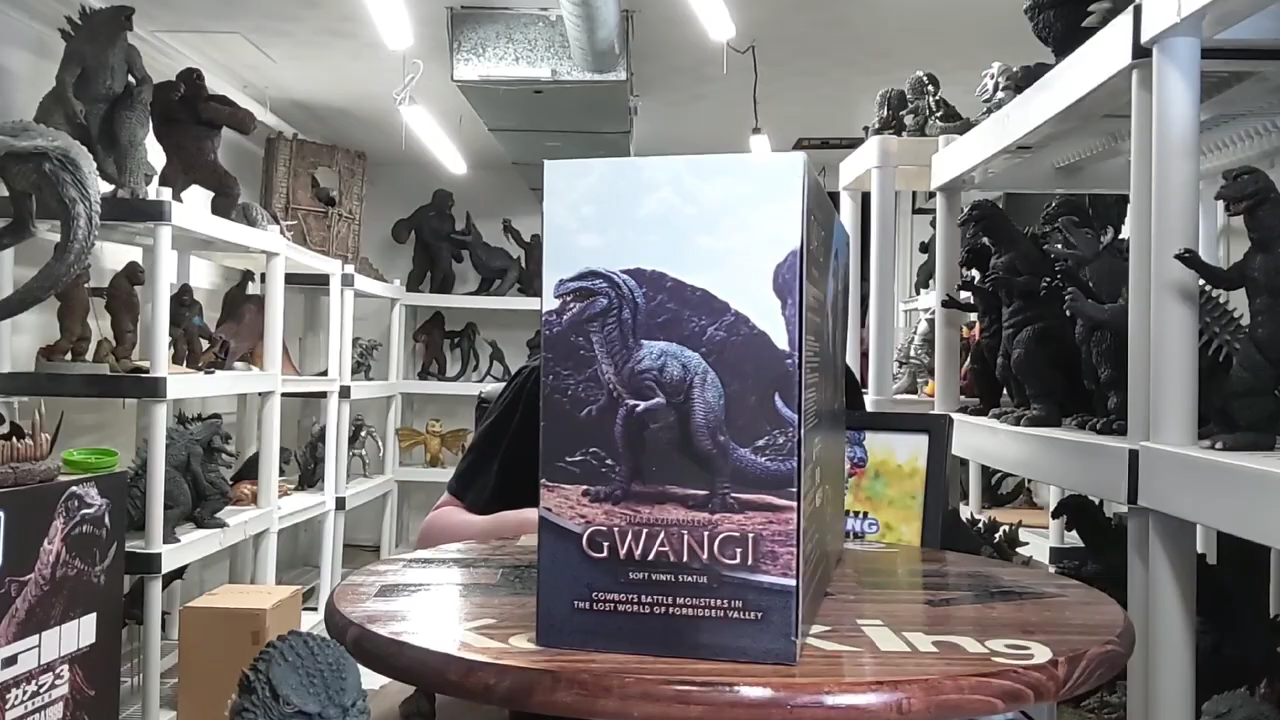 HARRYHAUSEN'S
GWANGI
SOFT VINYL STATUE
COWBOYS BATTLE MONSTERS IN
THE LOST WORLD OF FORBIDDEN VALLEY
King
ガメラ3